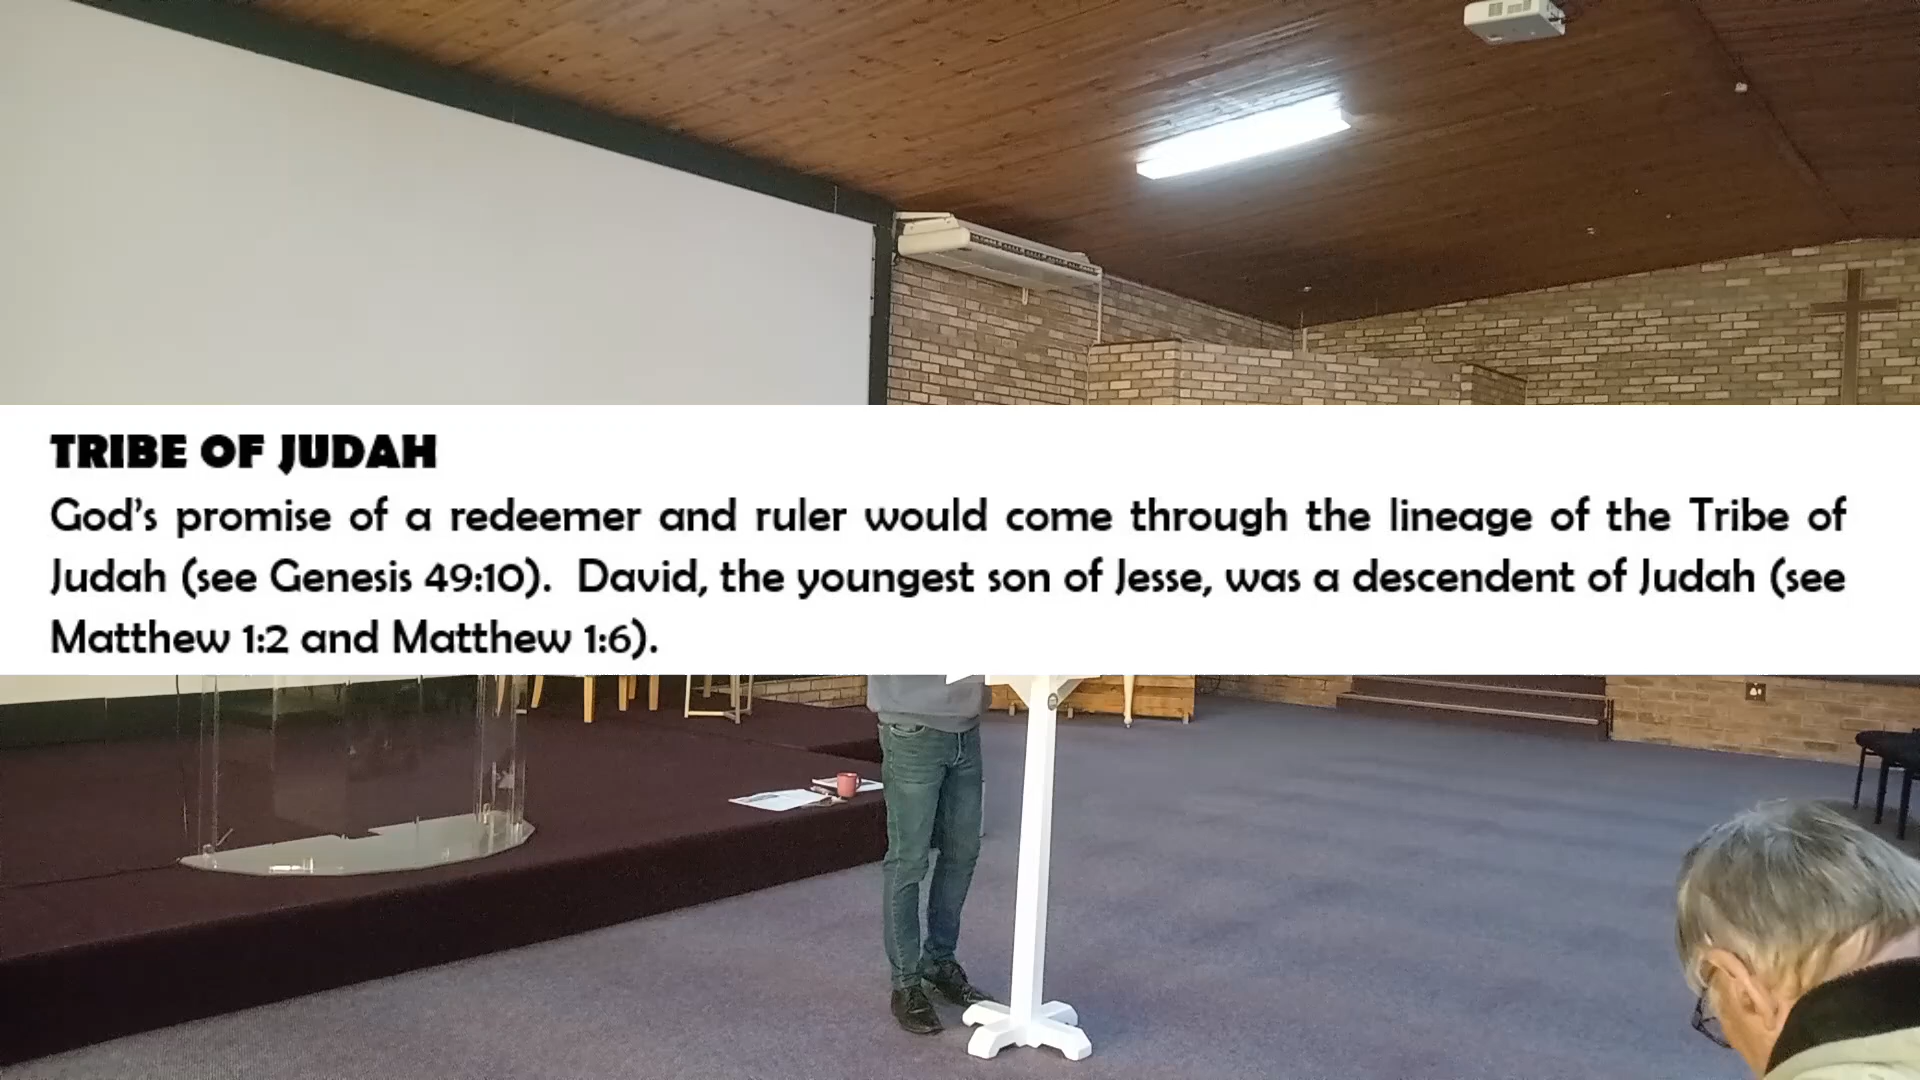 TRIBE OF JUDAH
God's promise of a redeemer and ruler would come through the lineage of the Tribe of
Judah (see Genesis 49:10).  David, the youngest son of Jesse, was a descendent of Judah (see
Matthew 1:2 and Matthew 1:6).